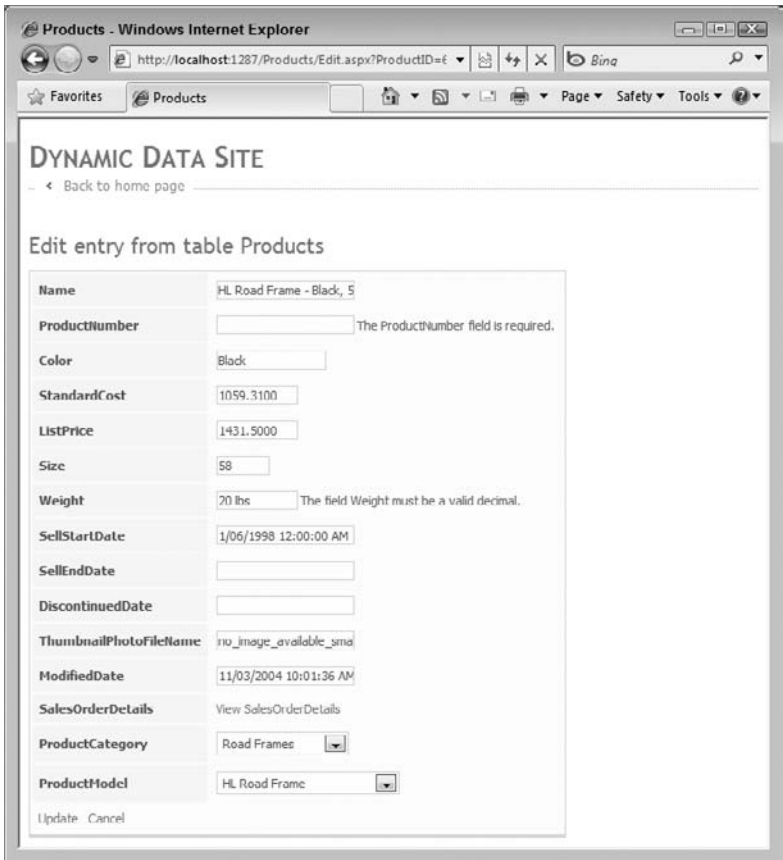 Products - Windows Internet Explorer
http://localhost:1287/Products/Edit.aspx?ProductID=6
Bing
Favorites Products Page Safety Tools
DYNAMIC DATA SITE
Back to home page
Edit entry from table Products
Name HL Road Frame - Black, 5
ProductNumber The ProductNumber field is required.
Color Black
StandardCost 1059.3100
ListPrice 1431.5000
Size 58
Weight 20 lbs The field Weight must be a valid decimal.
SellStartDate 1/06/1998 12:00:00 AM
SellEndDate
DiscontinuedDate
ThumbnailPhotoFileName no_image_available_sma
ModifiedDate 11/03/2004 10:01:36 AM
SalesOrderDetails View SalesOrderDetails
ProductCategory Road Frames
ProductModel HL Road Frame
Update Cancel